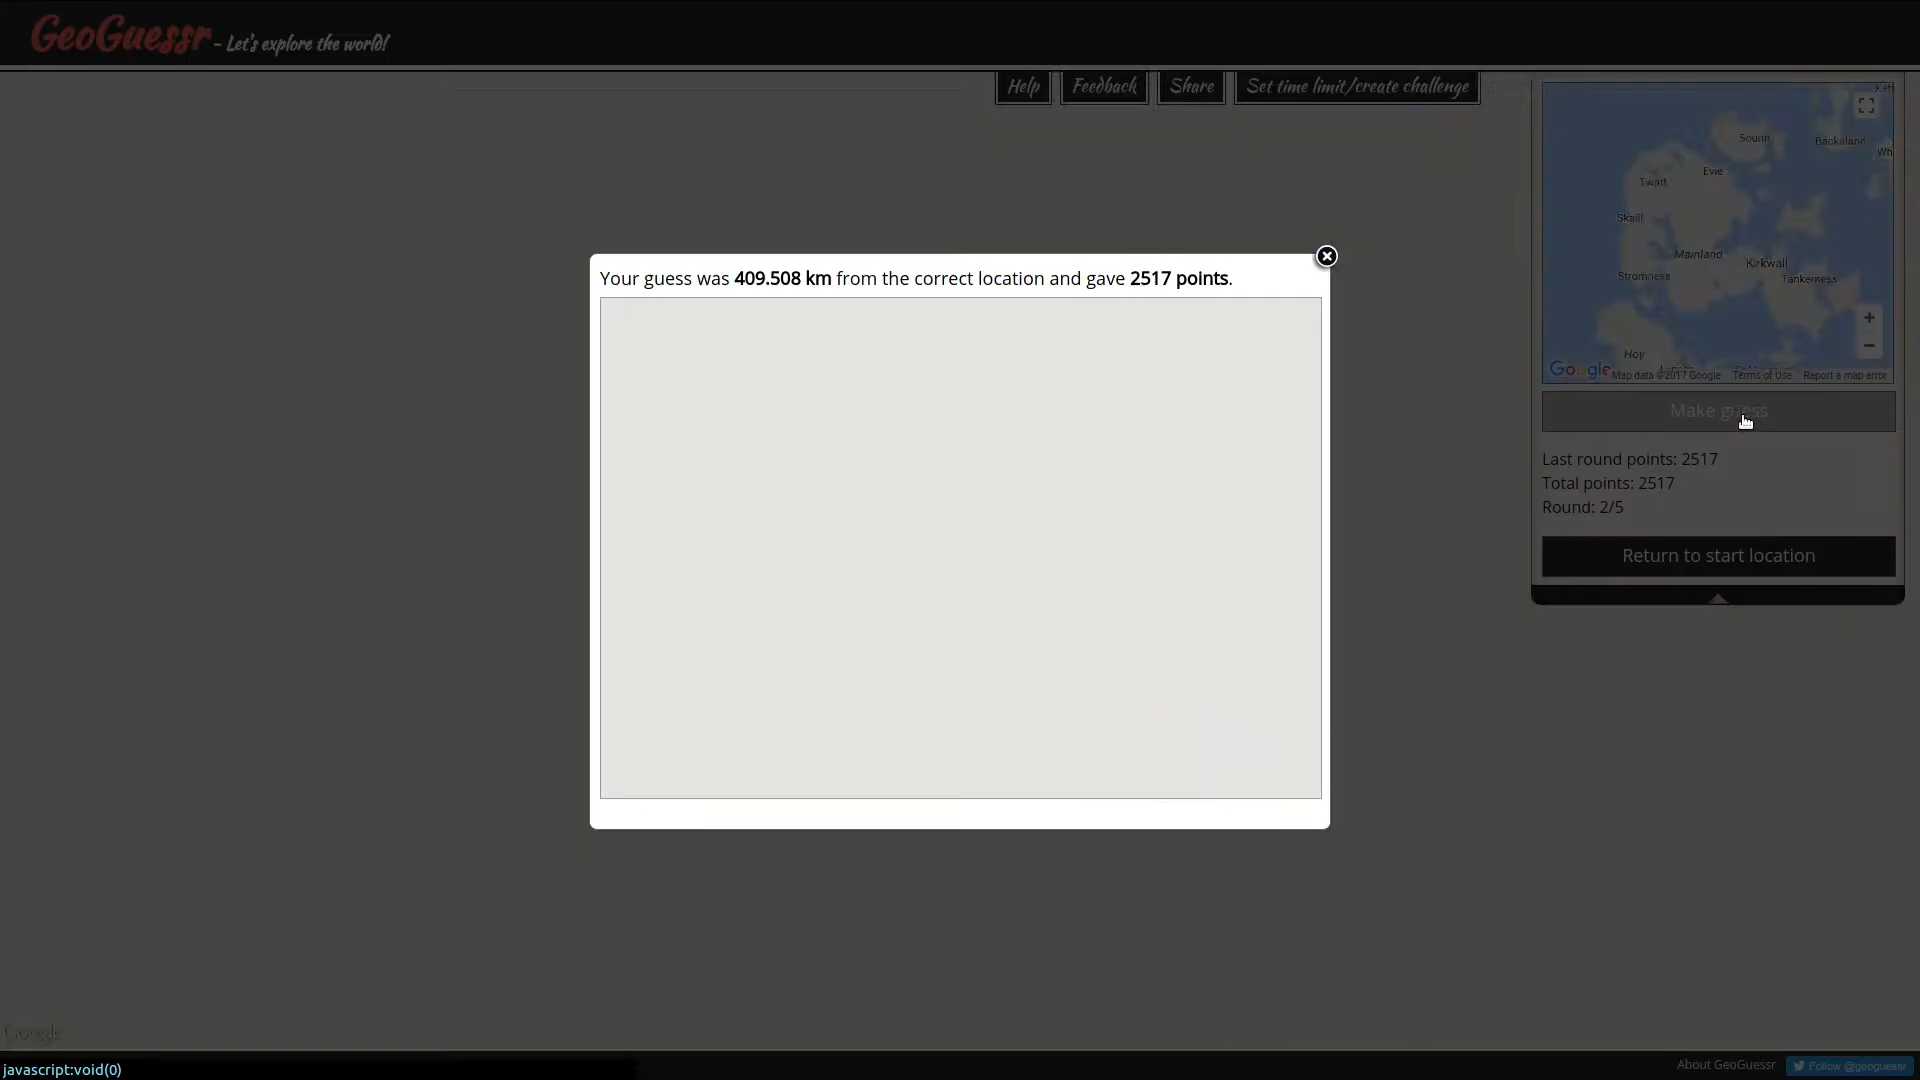 GeoGuessr - Let's explore the world!
Help
Feedback
Share
Set time limit/create challenge
Sourin
Backaland
Wh
Evie
Twatt
Skaill
Mainland
Kirkwall
Stromness
Tankerness
Hoy
Google
Map data ©2017 Google
Terms of Use
Report a map error
Your guess was 409.508 km from the correct location and gave 2517 points.
Make guess
Last round points: 2517
Total points: 2517
Round: 2/5
Return to start location
Google
About GeoGuessr
Follow @geoguessr
javascript:void(0)